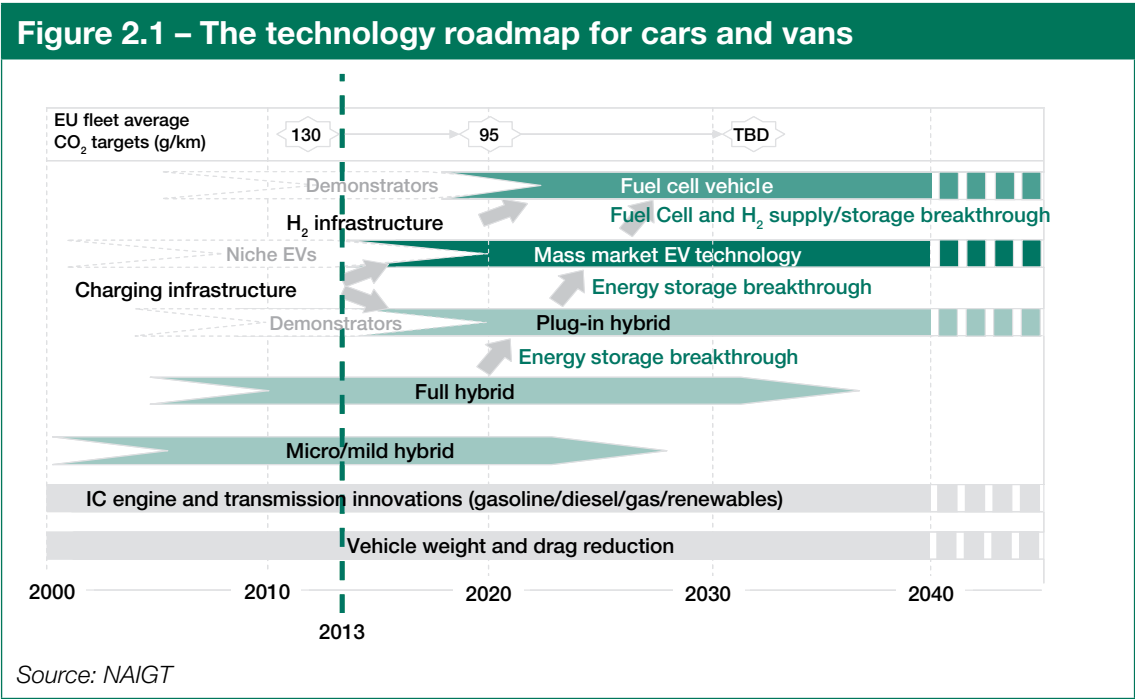 Figure 2.1 – The technology roadmap for cars and vans
EU fleet average
CO₂ targets (g/km)
130
95
TBD
Demonstrators
Fuel cell vehicle
H₂ infrastructure
Fuel Cell and H₂ supply/storage breakthrough
Niche EVs
Mass market EV technology
Charging infrastructure
Energy storage breakthrough
Demonstrators
Plug-in hybrid
Energy storage breakthrough
Full hybrid
Micro/mild hybrid
IC engine and transmission innovations (gasoline/diesel/gas/renewables)
Vehicle weight and drag reduction
2000
2010
2020
2030
2040
2013
Source: NAIGT